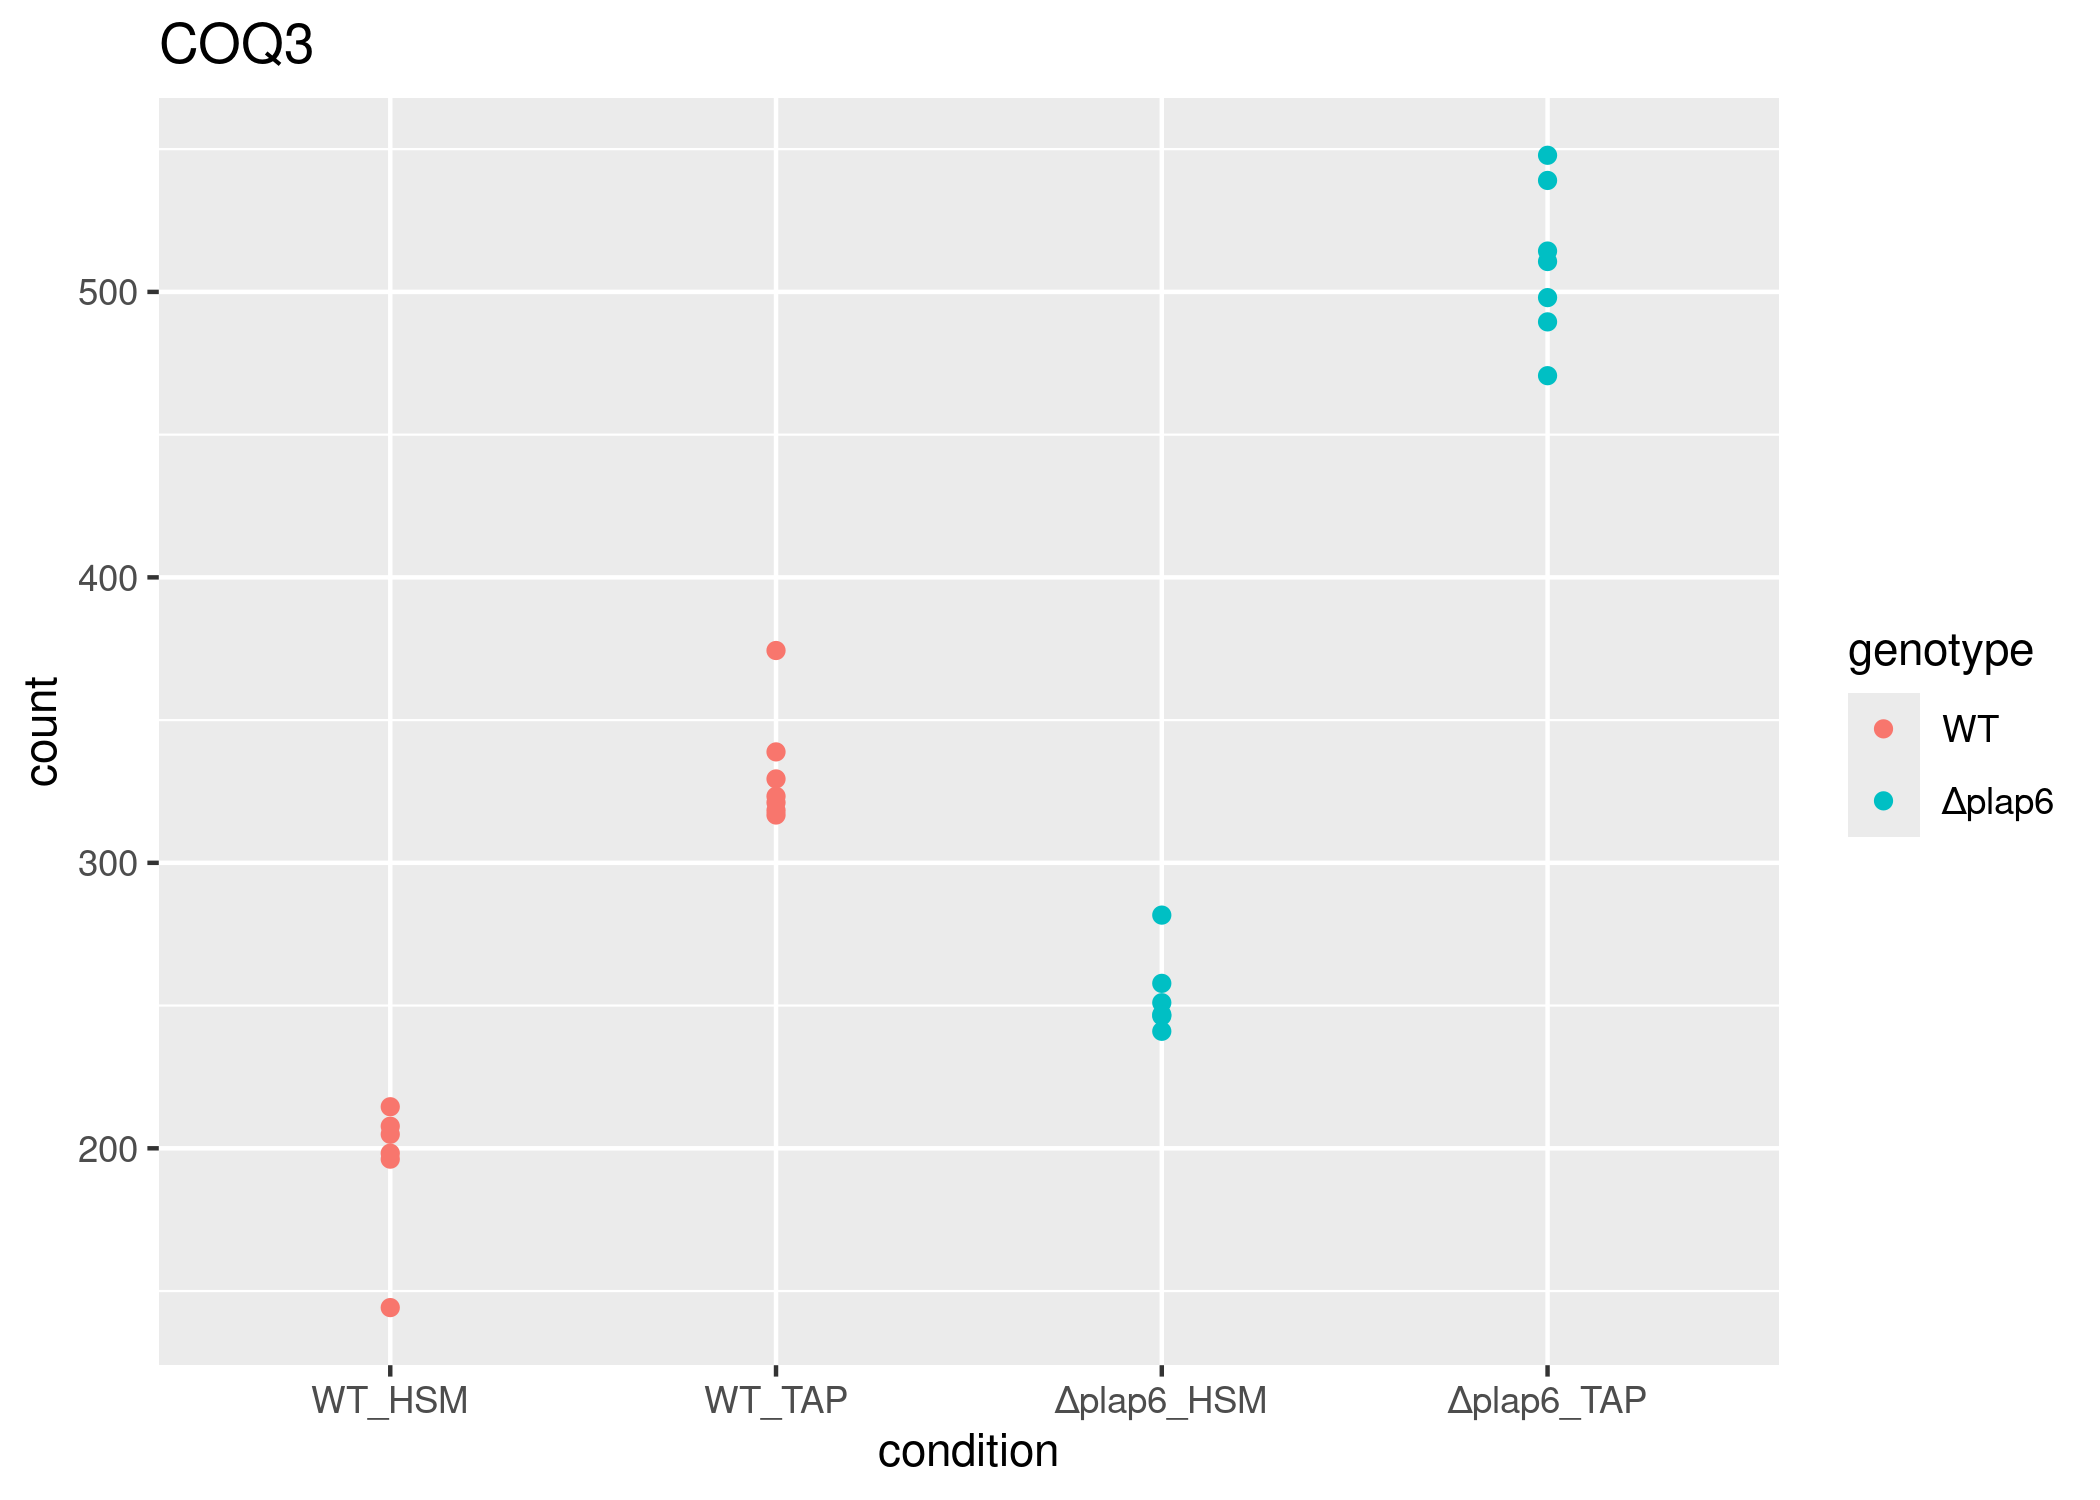 COQ3
count
500
400
300
200
WT_HSM
WT_TAP
Δplap6_HSM
Δplap6_TAP
condition
genotype
WT
Δplap6